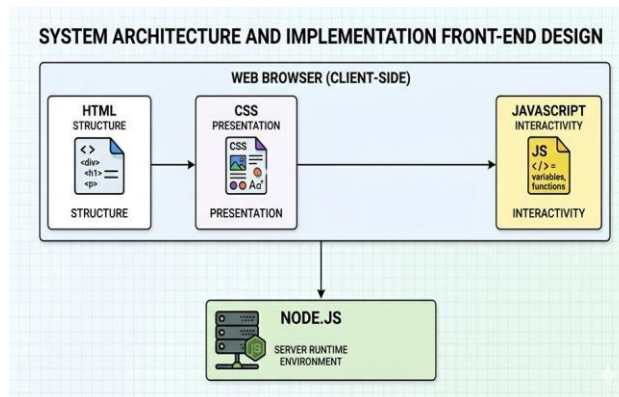 SYSTEM ARCHITECTURE AND IMPLEMENTATION FRONT-END DESIGN
WEB BROWSER (CLIENT-SIDE)
HTML
STRUCTURE
<>
<div>
<h1>
<p>
STRUCTURE
CSS
PRESENTATION
CSS
Aa
PRESENTATION
JAVASCRIPT
INTERACTIVITY
JS
</>=
variables,
functions
INTERACTIVITY
NODE.JS
JS
SERVER RUNTIME
ENVIRONMENT